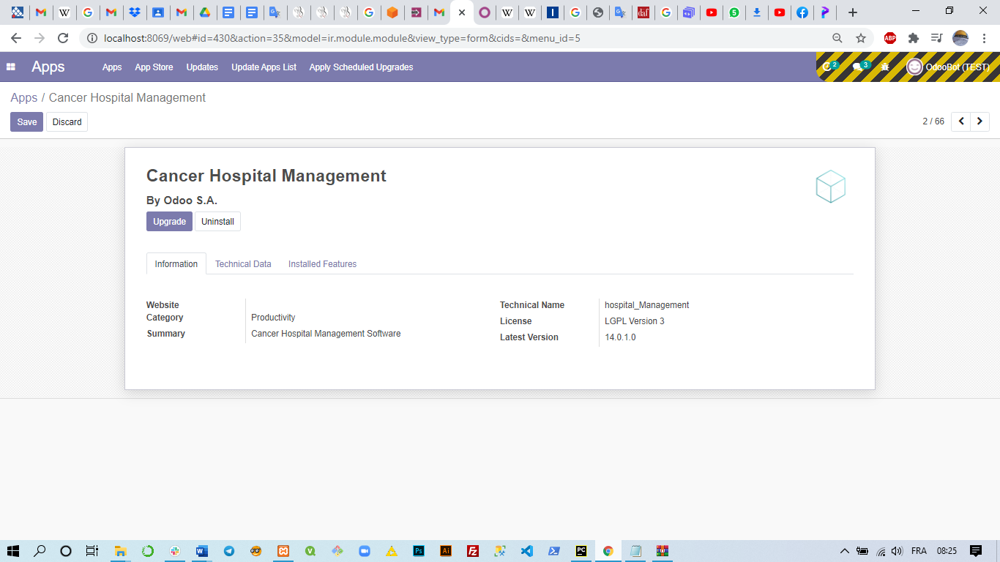 localhost:8069/web#id=430&action=35&model=ir.module.module&view_type=form&cids=&menu_id=5
ABP
Apps
Apps App Store Updates Update Apps List Apply Scheduled Upgrades
2 3 OdooBot (TEST)
Apps / Cancer Hospital Management
Save Discard 2 / 66
Cancer Hospital Management
By Odoo S.A.
Upgrade Uninstall
Information Technical Data Installed Features
Website Technical Name hospital_Management
Category Productivity License LGPL Version 3
Summary Cancer Hospital Management Software Latest Version 14.0.1.0
FRA 08:25